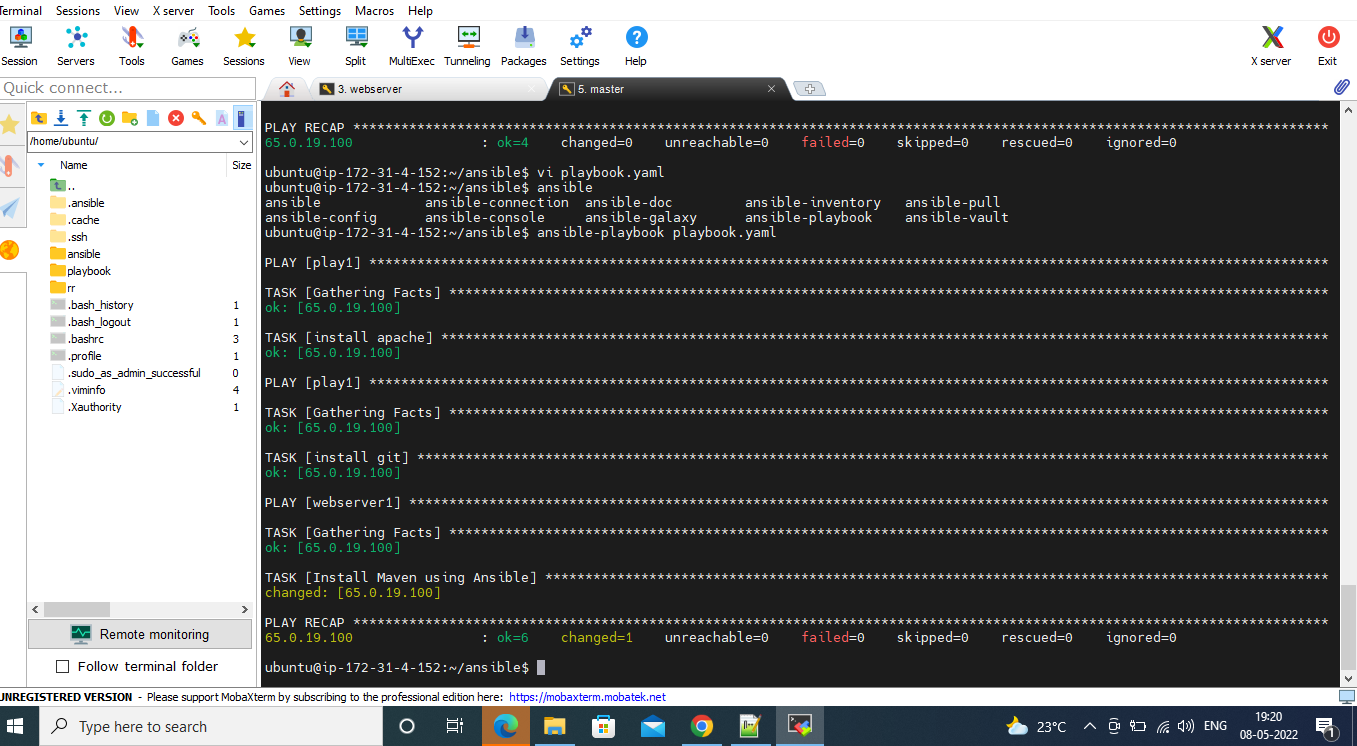 Terminal Sessions View X server Tools Games Settings Macros Help
Session Servers Tools Games Sessions View Split MultiExec Tunneling Packages Settings Help X server Exit
Quick connect...
3. webserver
5. master
/home/ubuntu/
Name Size
..
.ansible
.cache
.ssh
ansible
playbook
rr
.bash_history 1
.bash_logout 1
.bashrc 3
.profile 1
.sudo_as_admin_successful 0
.viminfo 4
.Xauthority 1
Remote monitoring
Follow terminal folder
PLAY RECAP **************************************************************************************************************************
65.0.19.100 : ok=4 changed=0 unreachable=0 failed=0 skipped=0 rescued=0 ignored=0
ubuntu@ip-172-31-4-152:~/ansible$ vi playbook.yaml
ubuntu@ip-172-31-4-152:~/ansible$ ansible
ansible ansible-connection ansible-doc ansible-inventory ansible-pull
ansible-config ansible-console ansible-galaxy ansible-playbook ansible-vault
ubuntu@ip-172-31-4-152:~/ansible$ ansible-playbook playbook.yaml
PLAY [play1] ************************************************************************************************************************
TASK [Gathering Facts] **************************************************************************************************************
ok: [65.0.19.100]
TASK [install apache] ***************************************************************************************************************
ok: [65.0.19.100]
PLAY [play1] ************************************************************************************************************************
TASK [Gathering Facts] **************************************************************************************************************
ok: [65.0.19.100]
TASK [install git] ******************************************************************************************************************
ok: [65.0.19.100]
PLAY [webserver1] *******************************************************************************************************************
TASK [Gathering Facts] **************************************************************************************************************
ok: [65.0.19.100]
TASK [Install Maven using Ansible] **************************************************************************************************
changed: [65.0.19.100]
PLAY RECAP **************************************************************************************************************************
65.0.19.100 : ok=6 changed=1 unreachable=0 failed=0 skipped=0 rescued=0 ignored=0
ubuntu@ip-172-31-4-152:~/ansible$
UNREGISTERED VERSION - Please support MobaXterm by subscribing to the professional edition here: https://mobaxterm.mobatek.net
Type here to search
23°C
ENG
19:20
08-05-2022
1